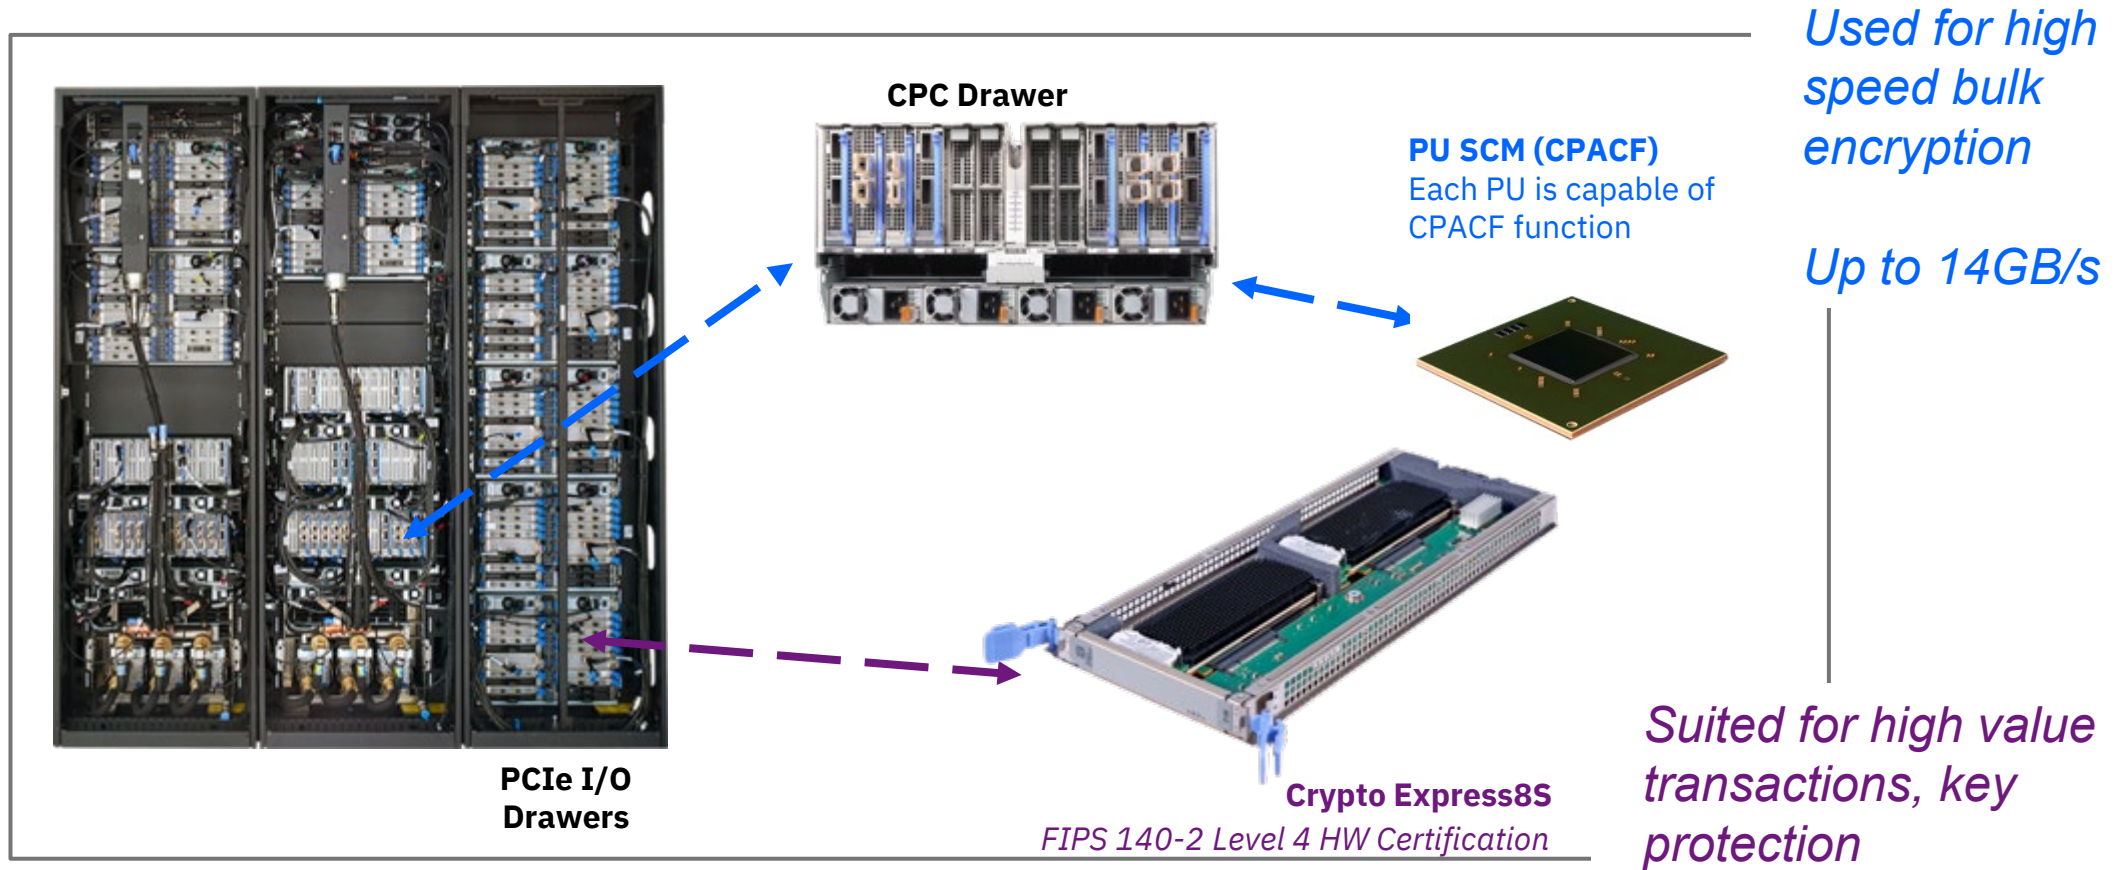 Used for high
speed bulk
encryption
CPC Drawer
PU SCM (CPACF)
Each PU is capable of
CPACF function
Up to 14GB/s
PCIe I/O
Drawers
Crypto Express8S
FIPS 140-2 Level 4 HW Certification
Suited for high value
transactions, key
protection